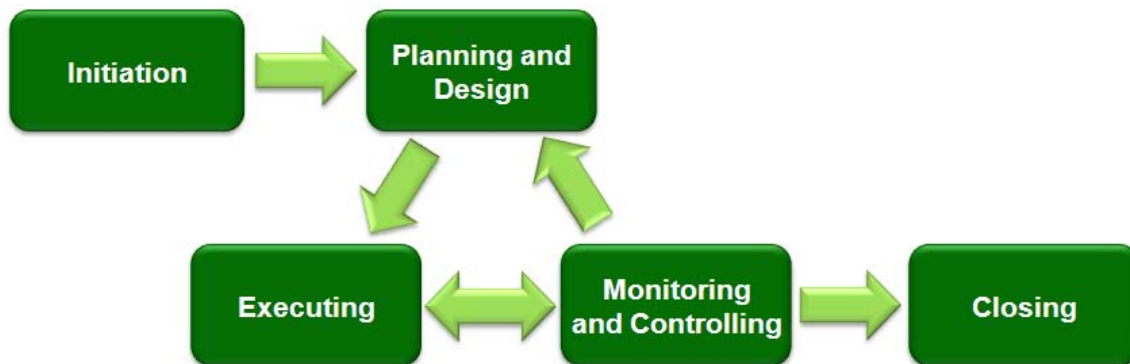 Initiation
Planning and
Design
Executing
Monitoring
and Controlling
Closing